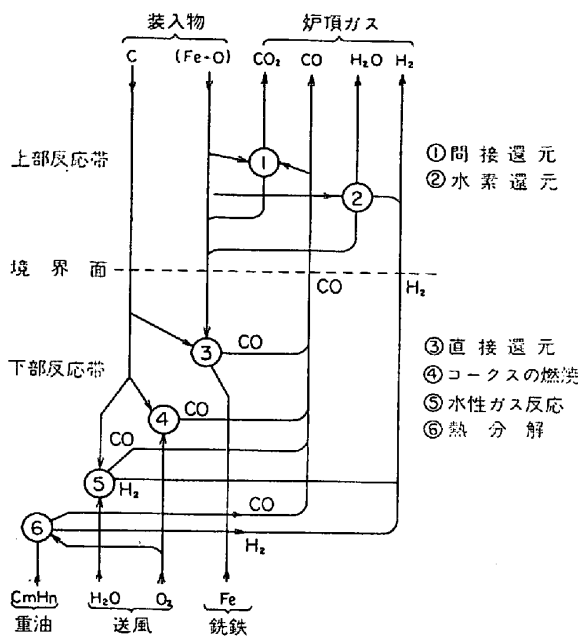 装入物 炉頂ガス
C (Fe-O) CO₂ CO H₂O H₂
上部反応帯
①
②
①間接還元
②水素還元
境界面
CO H₂
下部反応帯
③ CO
④ CO
③直接還元
④コークスの燃焼
⑤水性ガス反応
⑥熱分解
CO
⑤ H₂
⑥ CO
H₂
CmHn H₂O O₂ Fe
重油 送風 銑鉄